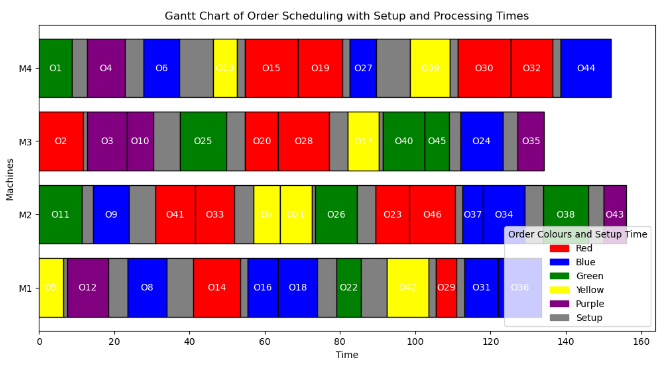 Gantt Chart of Order Scheduling with Setup and Processing Times
Machines
M4
O1 O4 O6 O13 O15 O19 O27 O39 O30 O32 O44
M3
O2 O3 O10 O25 O20 O28 O17 O40 O45 O24 O35
M2
O11 O9 O41 O33 O7 O21 O26 O23 O46 O37 O34 O38 O43
M1
O5 O12 O8 O14 O16 O18 O22 O42 O29 O31 O36
Order Colours and Setup Time
Red
Blue
Green
Yellow
Purple
Setup
0 20 40 60 80 100 120 140 160
Time